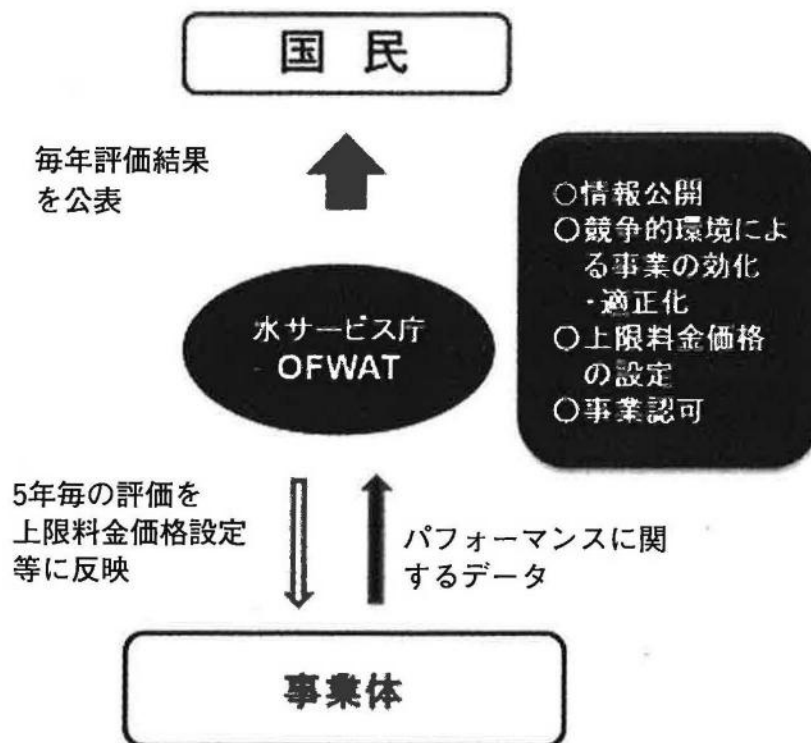 国 民
毎年評価結果
を公表
○情報公開
○競争的環境によ
る事業の効化
・適正化
○上限料金価格
の設定
○事業認可
水サービス庁
OFWAT
5年毎の評価を
上限料金価格設定
等に反映
パフォーマンスに関
するデータ
事業体